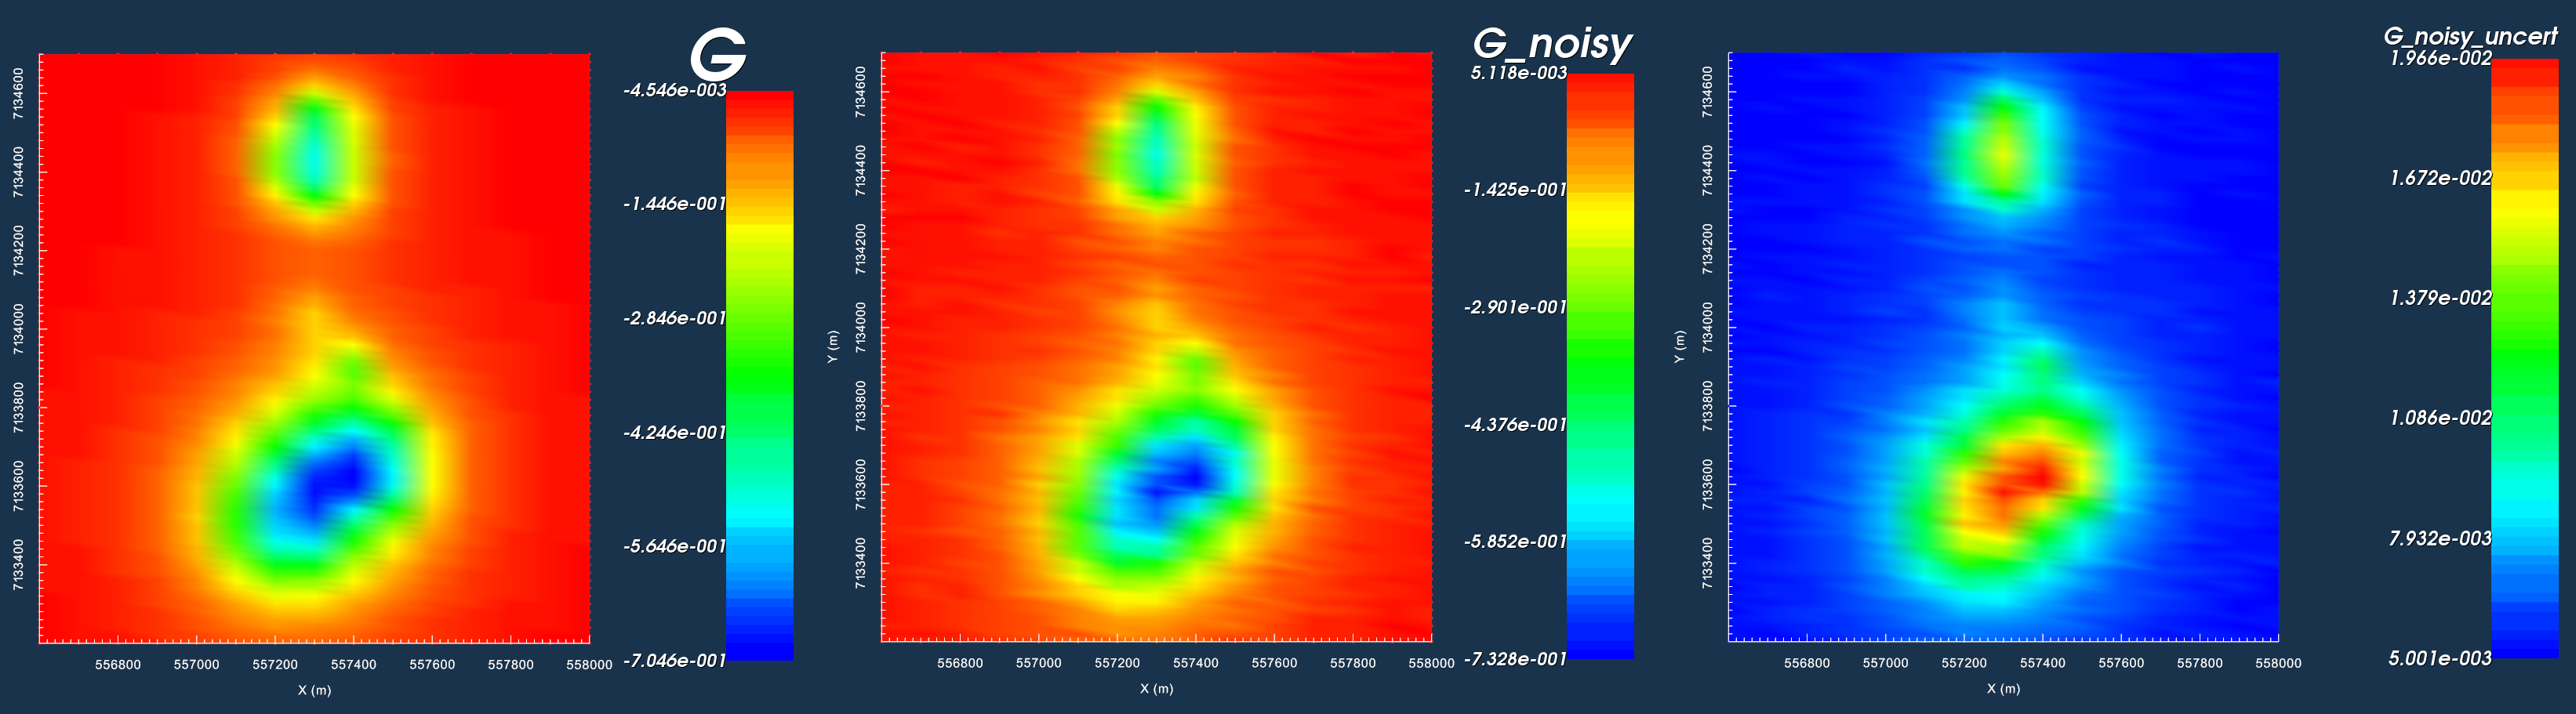 G
-4.546e-003
-1.446e-001
-2.846e-001
-4.246e-001
-5.646e-001
-7.046e-001
7134600
7134400
7134200
7134000
7133800
7133600
7133400
556800 557000 557200 557400 557600 557800 558000
X (m)
G_noisy
5.118e-003
-1.425e-001
-2.901e-001
-4.376e-001
-5.852e-001
-7.328e-001
Y (m)
7134600
7134400
7134200
7134000
7133800
7133600
7133400
556800 557000 557200 557400 557600 557800 558000
X (m)
G_noisy_uncert
1.966e-002
1.672e-002
1.379e-002
1.086e-002
7.932e-003
5.001e-003
Y (m)
7134600
7134400
7134200
7134000
7133800
7133600
7133400
556800 557000 557200 557400 557600 557800 558000
X (m)